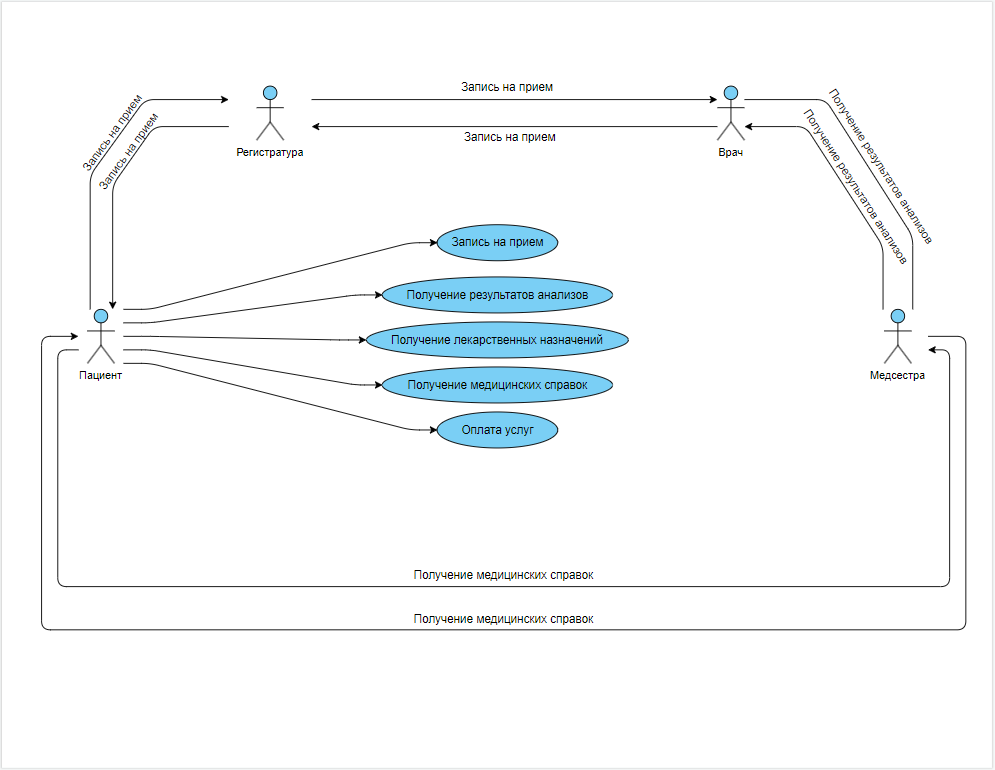 Запись на прием
Запись на прием
Запись на прием
Запись на прием
Регистратура
Врач
Получение результатов анализов
Получение результатов анализов
Запись на прием
Получение результатов анализов
Получение лекарственных назначений
Получение медицинских справок
Оплата услуг
Пациент
Медсестра
Получение медицинских справок
Получение медицинских справок